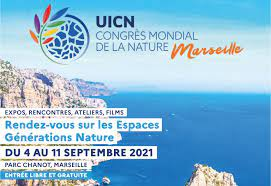 UICN
CONGRÈS MONDIAL
DE LA NATURE
Marseille
EXPOS, RENCONTRES, ATELIERS, FILMS
Rendez-vous sur les Espaces
Générations Nature
DU 4 AU 11 SEPTEMBRE 2021
PARC CHANOT, MARSEILLE
ENTRÉE LIBRE ET GRATUITE